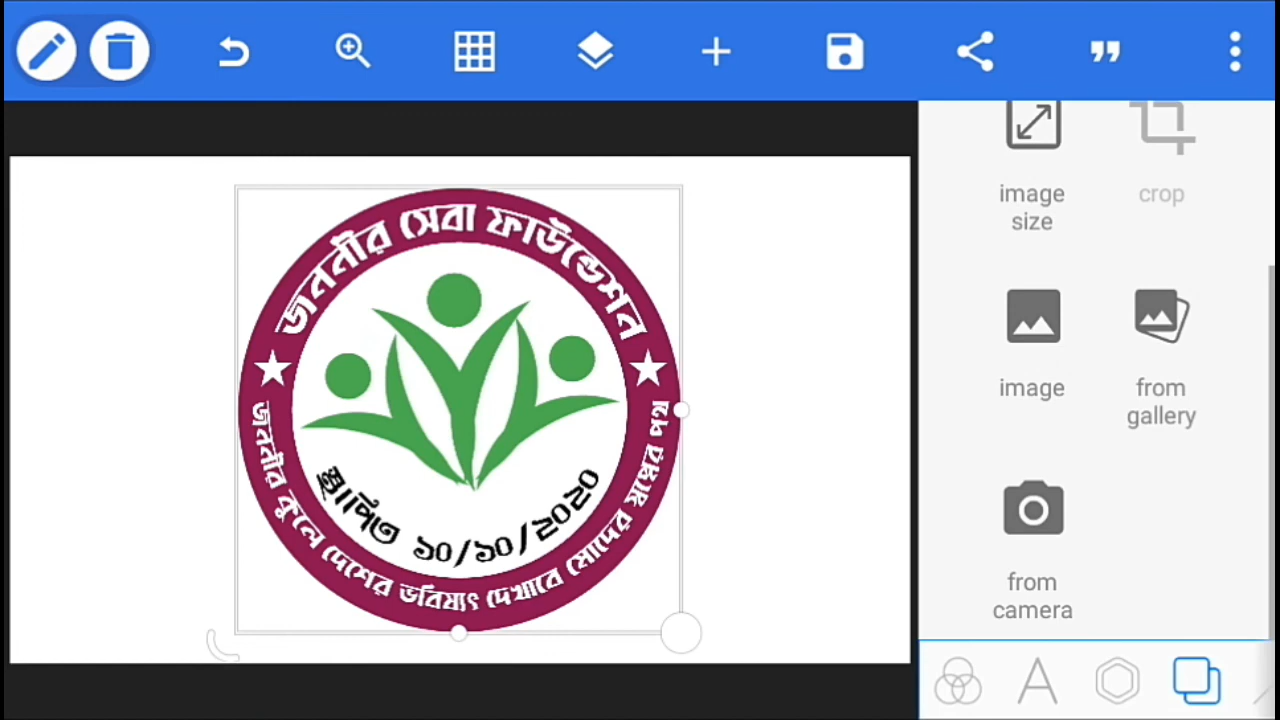 জননীর সেবা ফাউন্ডেশন
জননীর কুলে দেশের ভবিষ্যৎ দেখাবে মোদের স্বপ্নের পথ
স্থাপিত ১০/১০/২০২০
image size
crop
image
from gallery
from camera